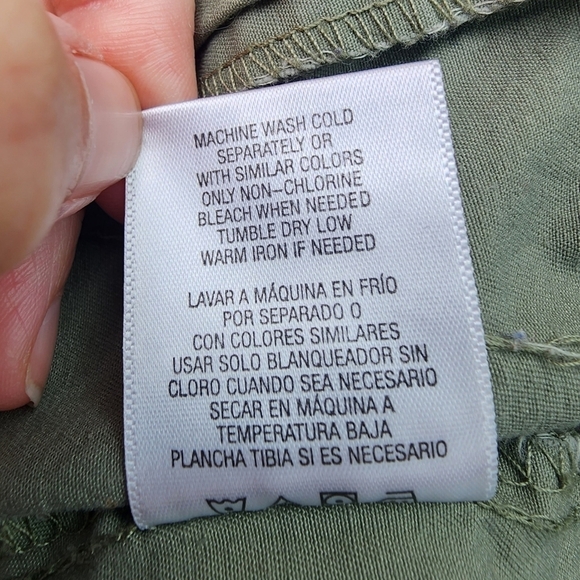 MACHINE WASH COLD
SEPARATELY OR
WITH SIMILAR COLORS
ONLY NON-CHLORINE
BLEACH WHEN NEEDED
TUMBLE DRY LOW
WARM IRON IF NEEDED
LAVAR A MÁQUINA EN FRÍO
POR SEPARADO O
CON COLORES SIMILARES
USAR SOLO BLANQUEADOR SIN
CLORO CUANDO SEA NECESARIO
SECAR EN MÁQUINA A
TEMPERATURA BAJA
PLANCHA TIBIA SI ES NECESARIO